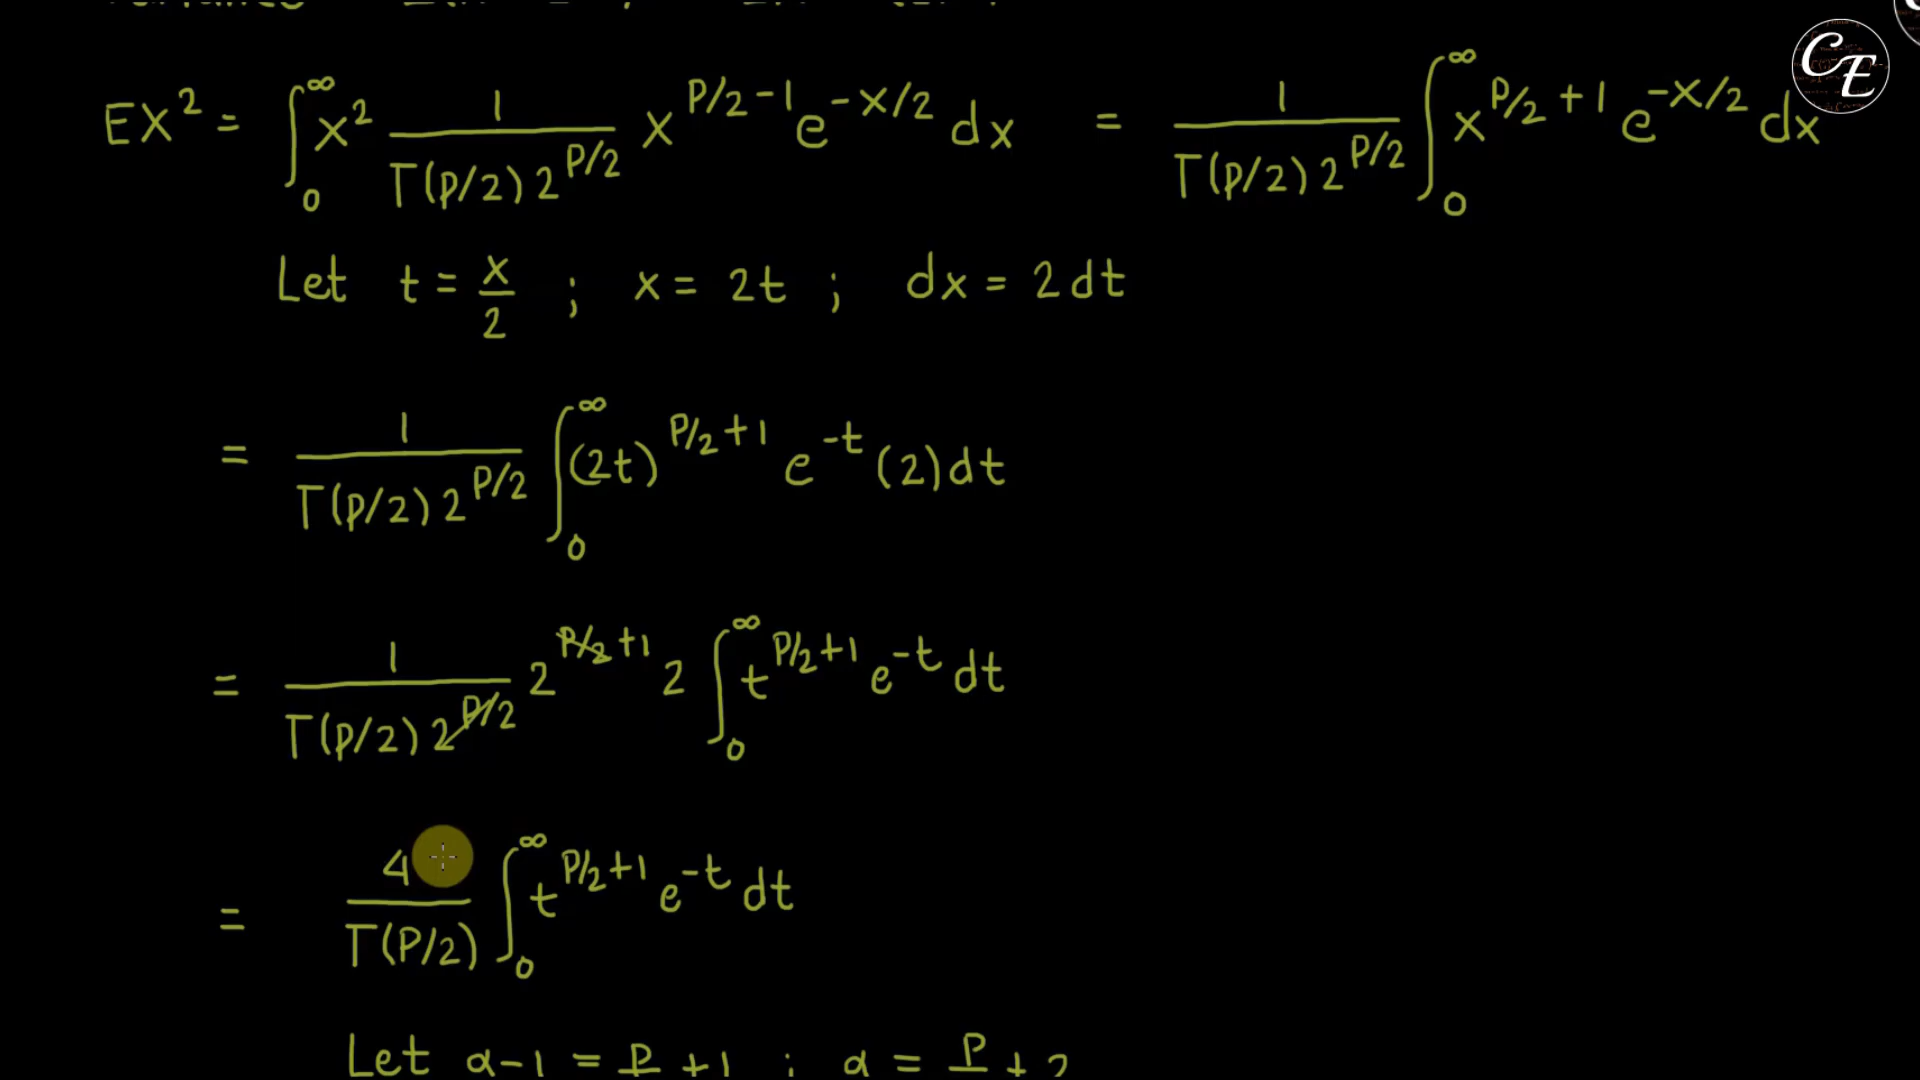 EX² = ∫₀^∞ x² 1/(Γ(P/2) 2^(P/2)) x^(P/2-1) e^(-x/2) dx = 1/(Γ(P/2) 2^(P/2)) ∫₀^∞ x^(P/2+1) e^(-x/2) dx
CE
Let t = x/2 ; x = 2t ; dx = 2dt
= 1/(Γ(P/2) 2^(P/2)) ∫₀^∞ (2t)^(P/2+1) e^(-t) (2)dt
= 1/(Γ(P/2) 2^(P/2)) 2^(P/2+1) 2 ∫₀^∞ t^(P/2+1) e^(-t) dt
= 4/Γ(P/2) ∫₀^∞ t^(P/2+1) e^(-t) dt
Let α-1 = P/2 + 1 ; α = P/2 + 2